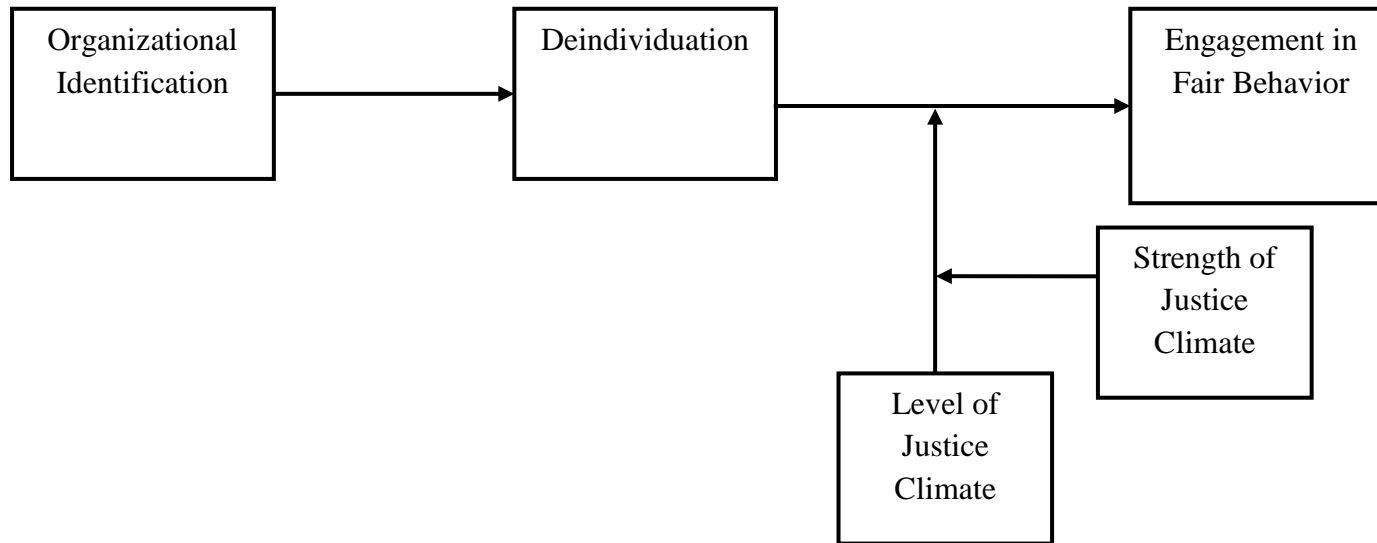 Organizational
Identification
Deindividuation
Engagement in
Fair Behavior
Strength of
Justice
Climate
Level of
Justice
Climate